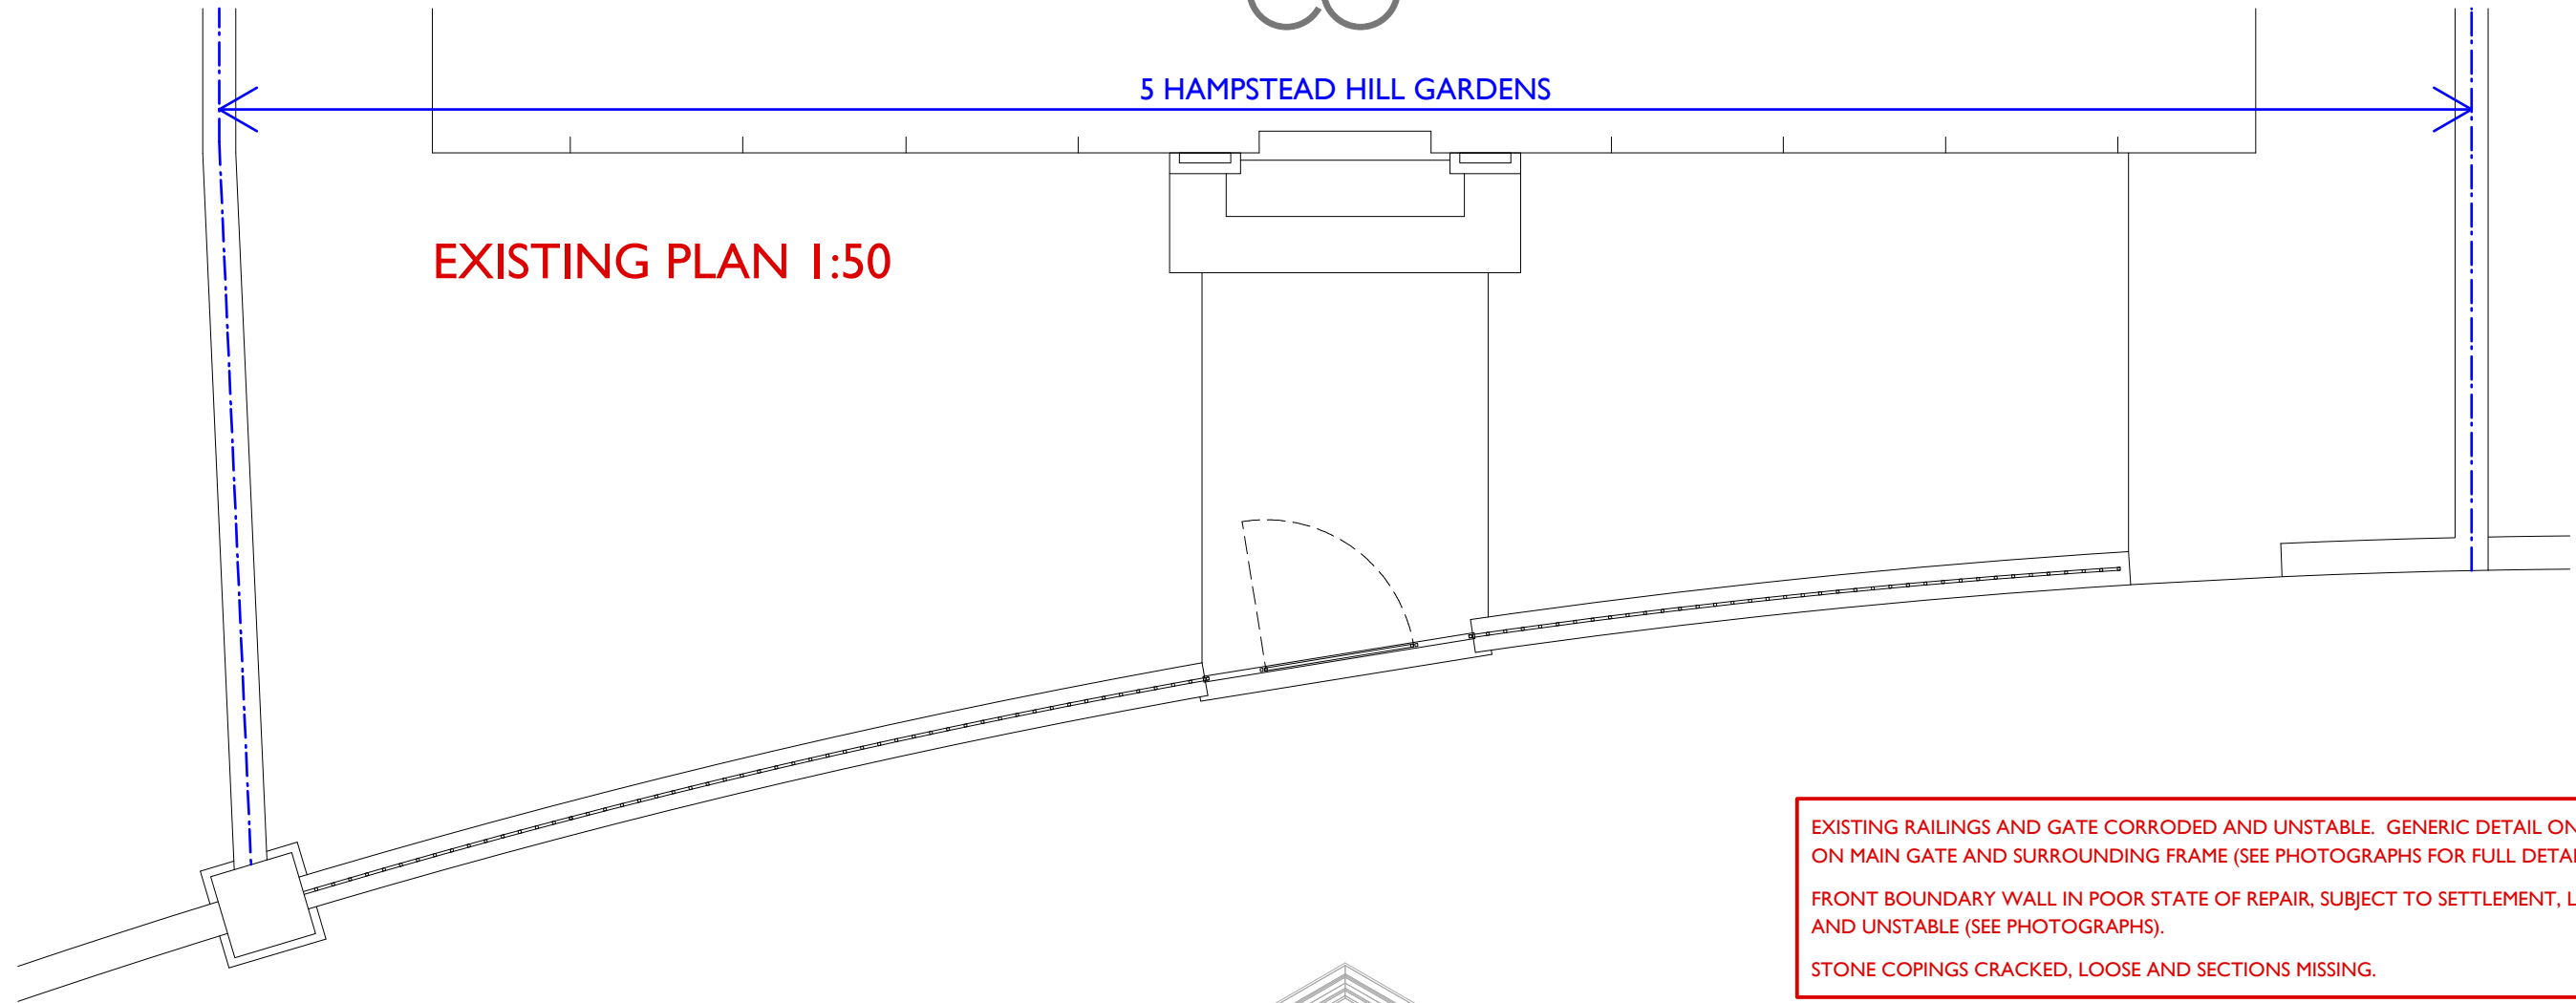 5 HAMPSTEAD HILL GARDENS
EXISTING PLAN 1:50
EXISTING RAILINGS AND GATE CORRODED AND UNSTABLE. GENERIC DETAIL ON
ON MAIN GATE AND SURROUNDING FRAME (SEE PHOTOGRAPHS FOR FULL
FRONT BOUNDARY WALL IN POOR STATE OF REPAIR, SUBJECT TO SETTLEMENT,
AND UNSTABLE (SEE PHOTOGRAPHS).
STONE COPINGS CRACKED, LOOSE AND SECTIONS MISSING.